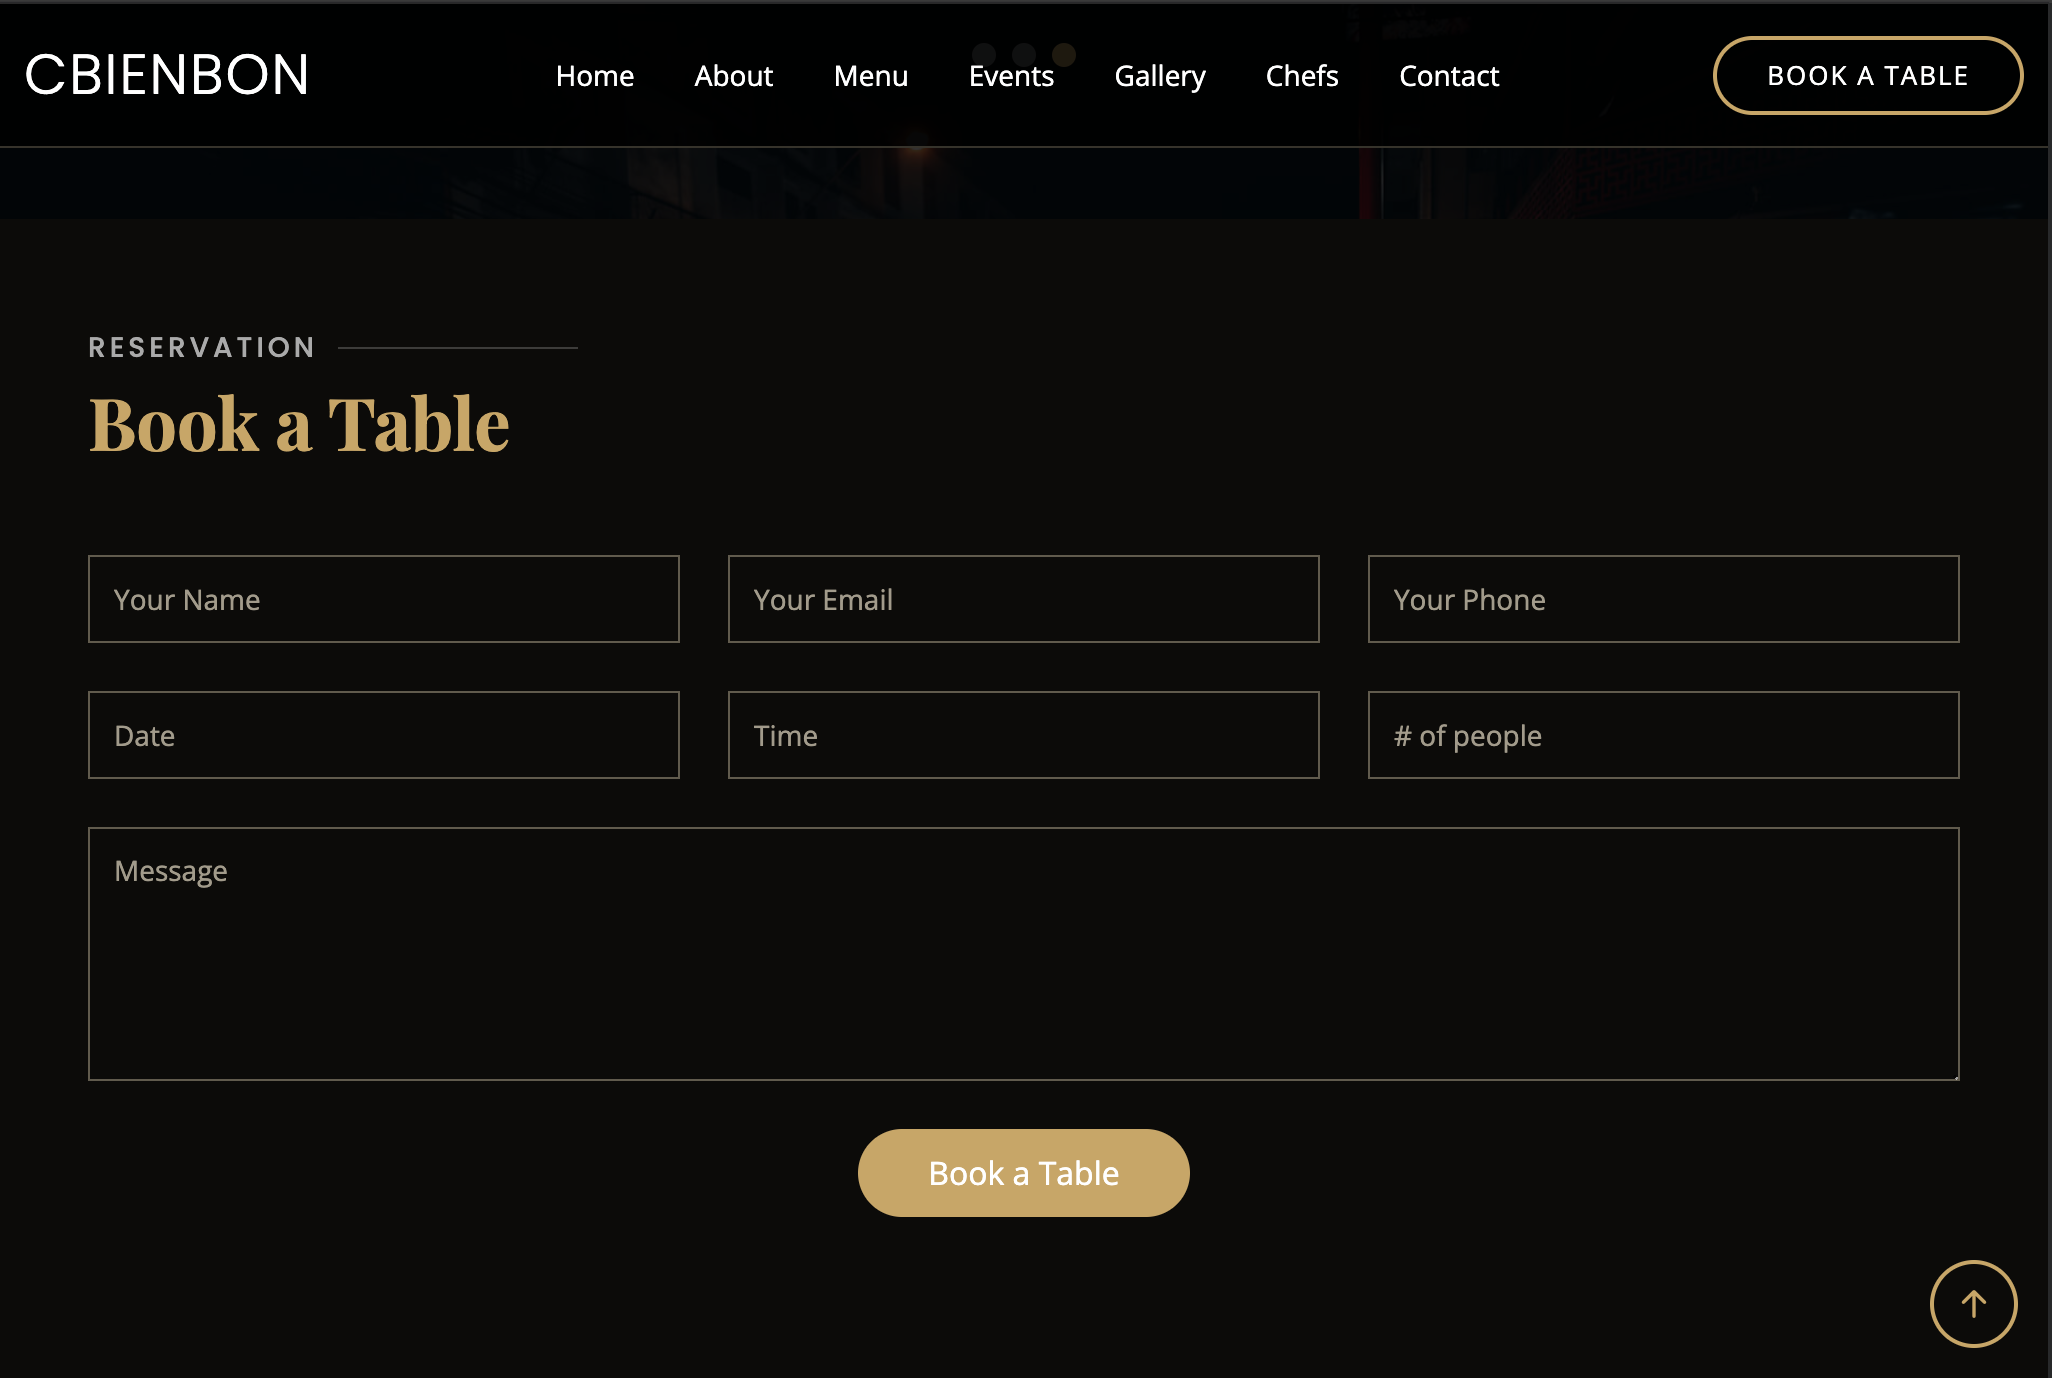 CBIENBON
Home About Menu Events Gallery Chefs Contact
BOOK A TABLE
RESERVATION
Book a Table
Your Name Your Email Your Phone
Date Time # of people
Message
Book a Table